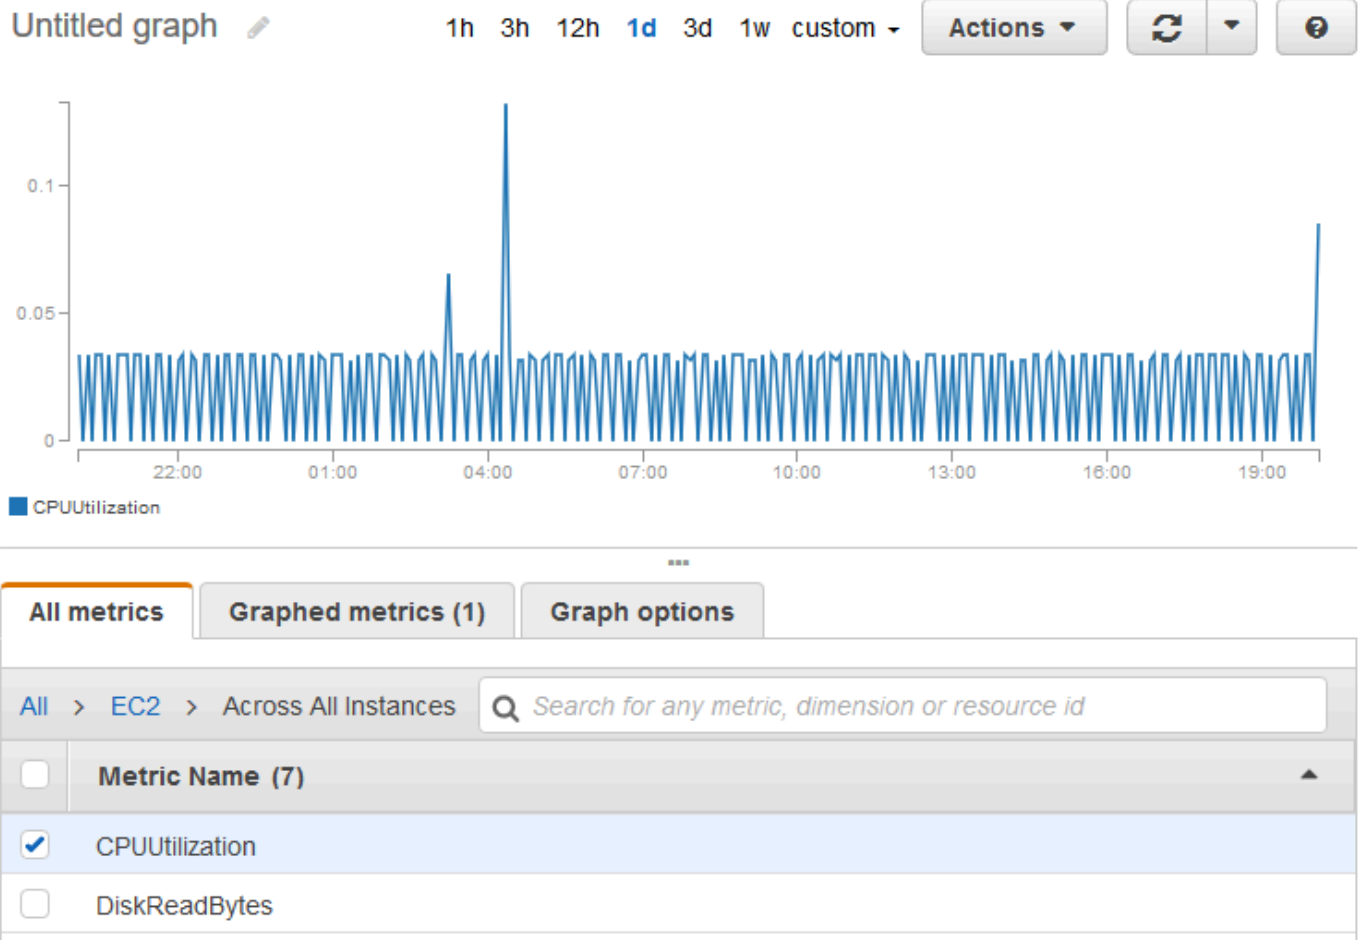 Untitled graph 1h 3h 12h 1d 3d 1w custom Actions
0.1
0.05
0
22:00 01:00 04:00 07:00 10:00 13:00 16:00 19:00
CPUUtilization
All metrics Graphed metrics (1) Graph options
All > EC2 > Across All Instances Search for any metric, dimension or resource id
Metric Name (7)
CPUUtilization
DiskReadBytes